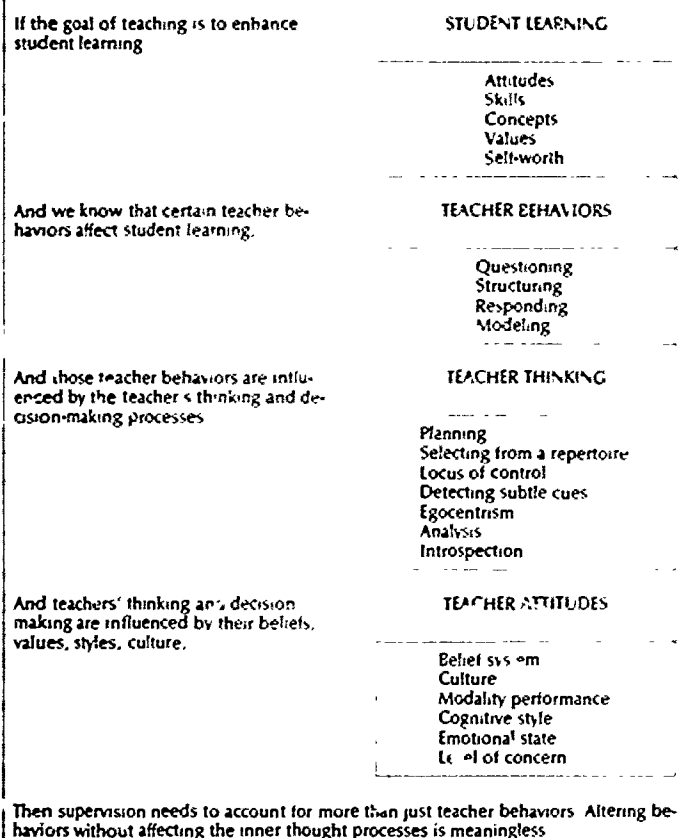 If the goal of teaching is to enhance
student learning
STUDENT LEARNING
Attitudes
Skills
Concepts
Values
Self-worth
And we know that certain teacher be-
haviors affect student learning.
TEACHER BEHAVIORS
Questioning
Structuring
Responding
Modeling
And those teacher behaviors are influ-
enced by the teacher s thinking and de-
cision-making processes
TEACHER THINKING
Planning
Selecting from a repertoire
Locus of control
Detecting subtle cues
Egocentrism
Analysis
Introspection
And teachers' thinking and decision
making are influenced by their beliefs,
values, styles, culture.
TEACHER ATTITUDES
Belief system
Culture
Modality performance
Cognitive style
Emotional state
Level of concern
Then supervision needs to account for more than just teacher behaviors Altering be-
haviors without affecting the inner thought processes is meaningless